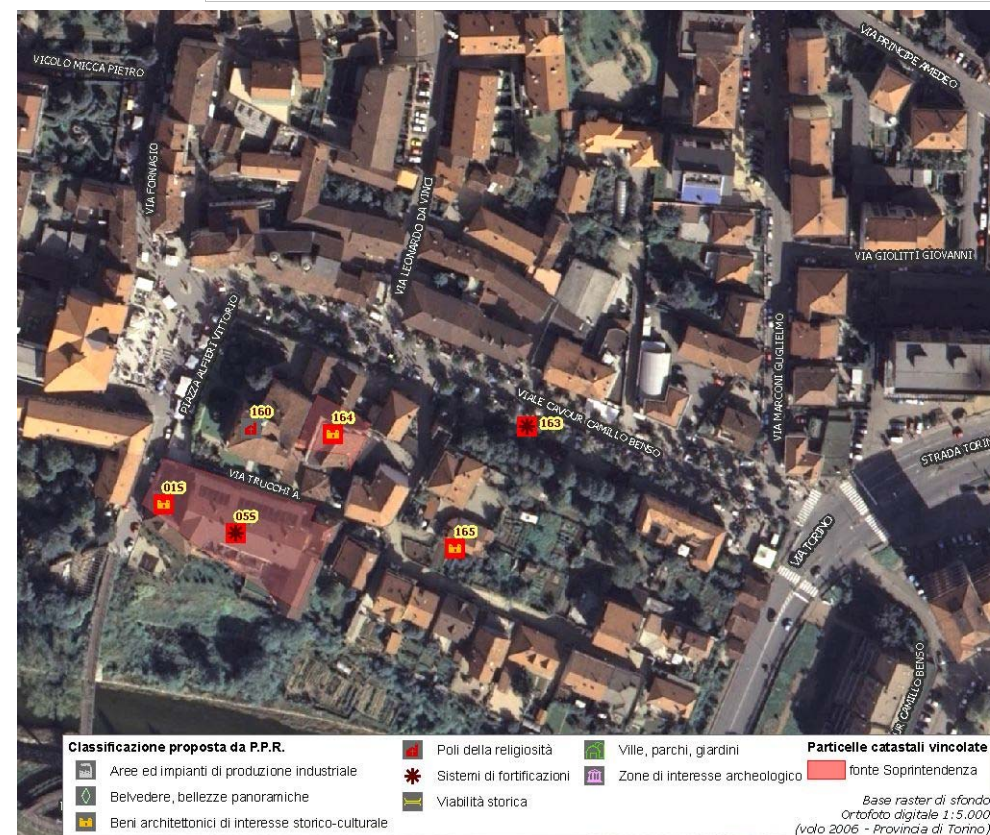 VIA PRINCIPE AMEDEO
VICOLO MICCA PIETRO
VIA FORNASIO
VIA LEONARDO DA VINCI
VIA GIOLITTI GIOVANNI
PIAZZA ALFIERI VITTORIO
VIA MARCONI GUGLIELMO
VIALE CAVOUR (CAMILLO BENSO
160
164
163
STRADA TORIN
VIA TRUCCHI A.
01S
05S
165
VIA TORINO
UR CAMILLO BENSO
Classificazione proposta da P.P.R.
Aree ed impianti di produzione industriale
Belvedere, bellezze panoramiche
Beni architettonici di interesse storico-culturale
Poli della religiosità
Sistemi di fortificazioni
Viabilità storica
Ville, parchi, giardini
Zone di interesse archeologico
Particelle catastali vincolate
fonte Soprintendenza
Base raster di sfondo
Ortofoto digitale 1:5.000
(volo 2006 - Provincia di Torino)